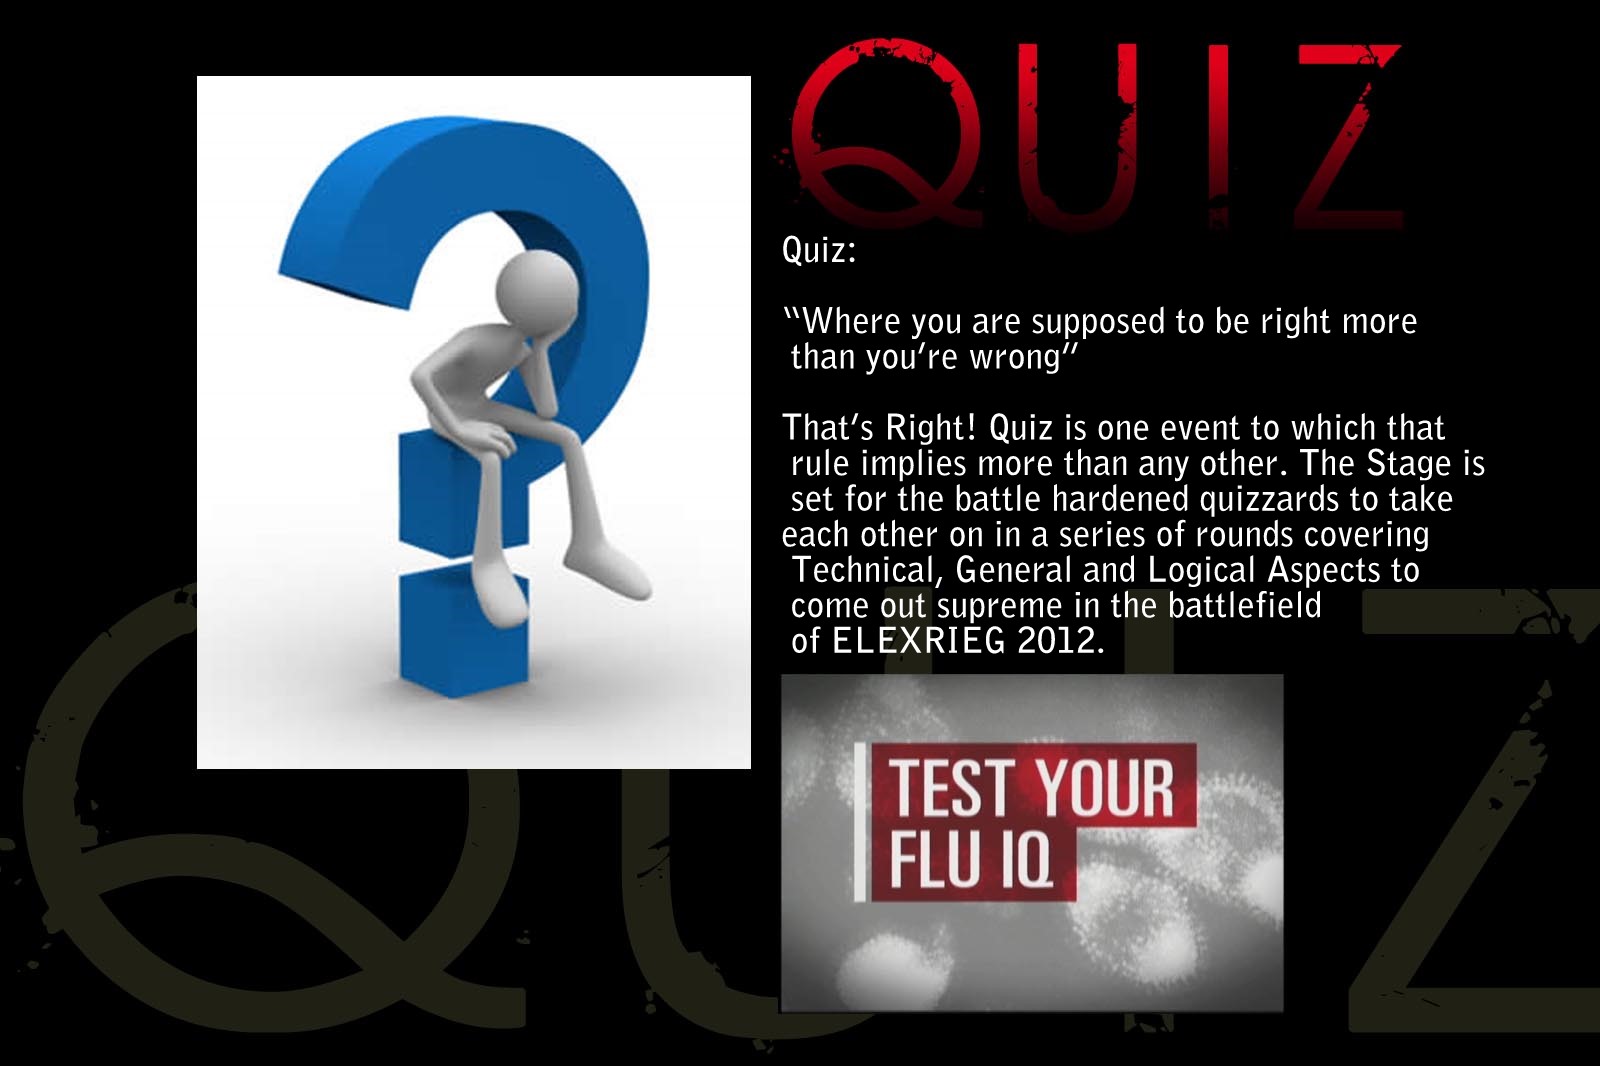 QUIZ
Quiz:
“Where you are supposed to be right more
than you’re wrong”
That’s Right! Quiz is one event to which that
rule implies more than any other. The Stage is
set for the battle hardened quizzards to take
each other on in a series of rounds covering
Technical, General and Logical Aspects to
come out supreme in the battlefield
of ELEXRIEG 2012.
TEST YOUR
FLU IQ
QUIZ